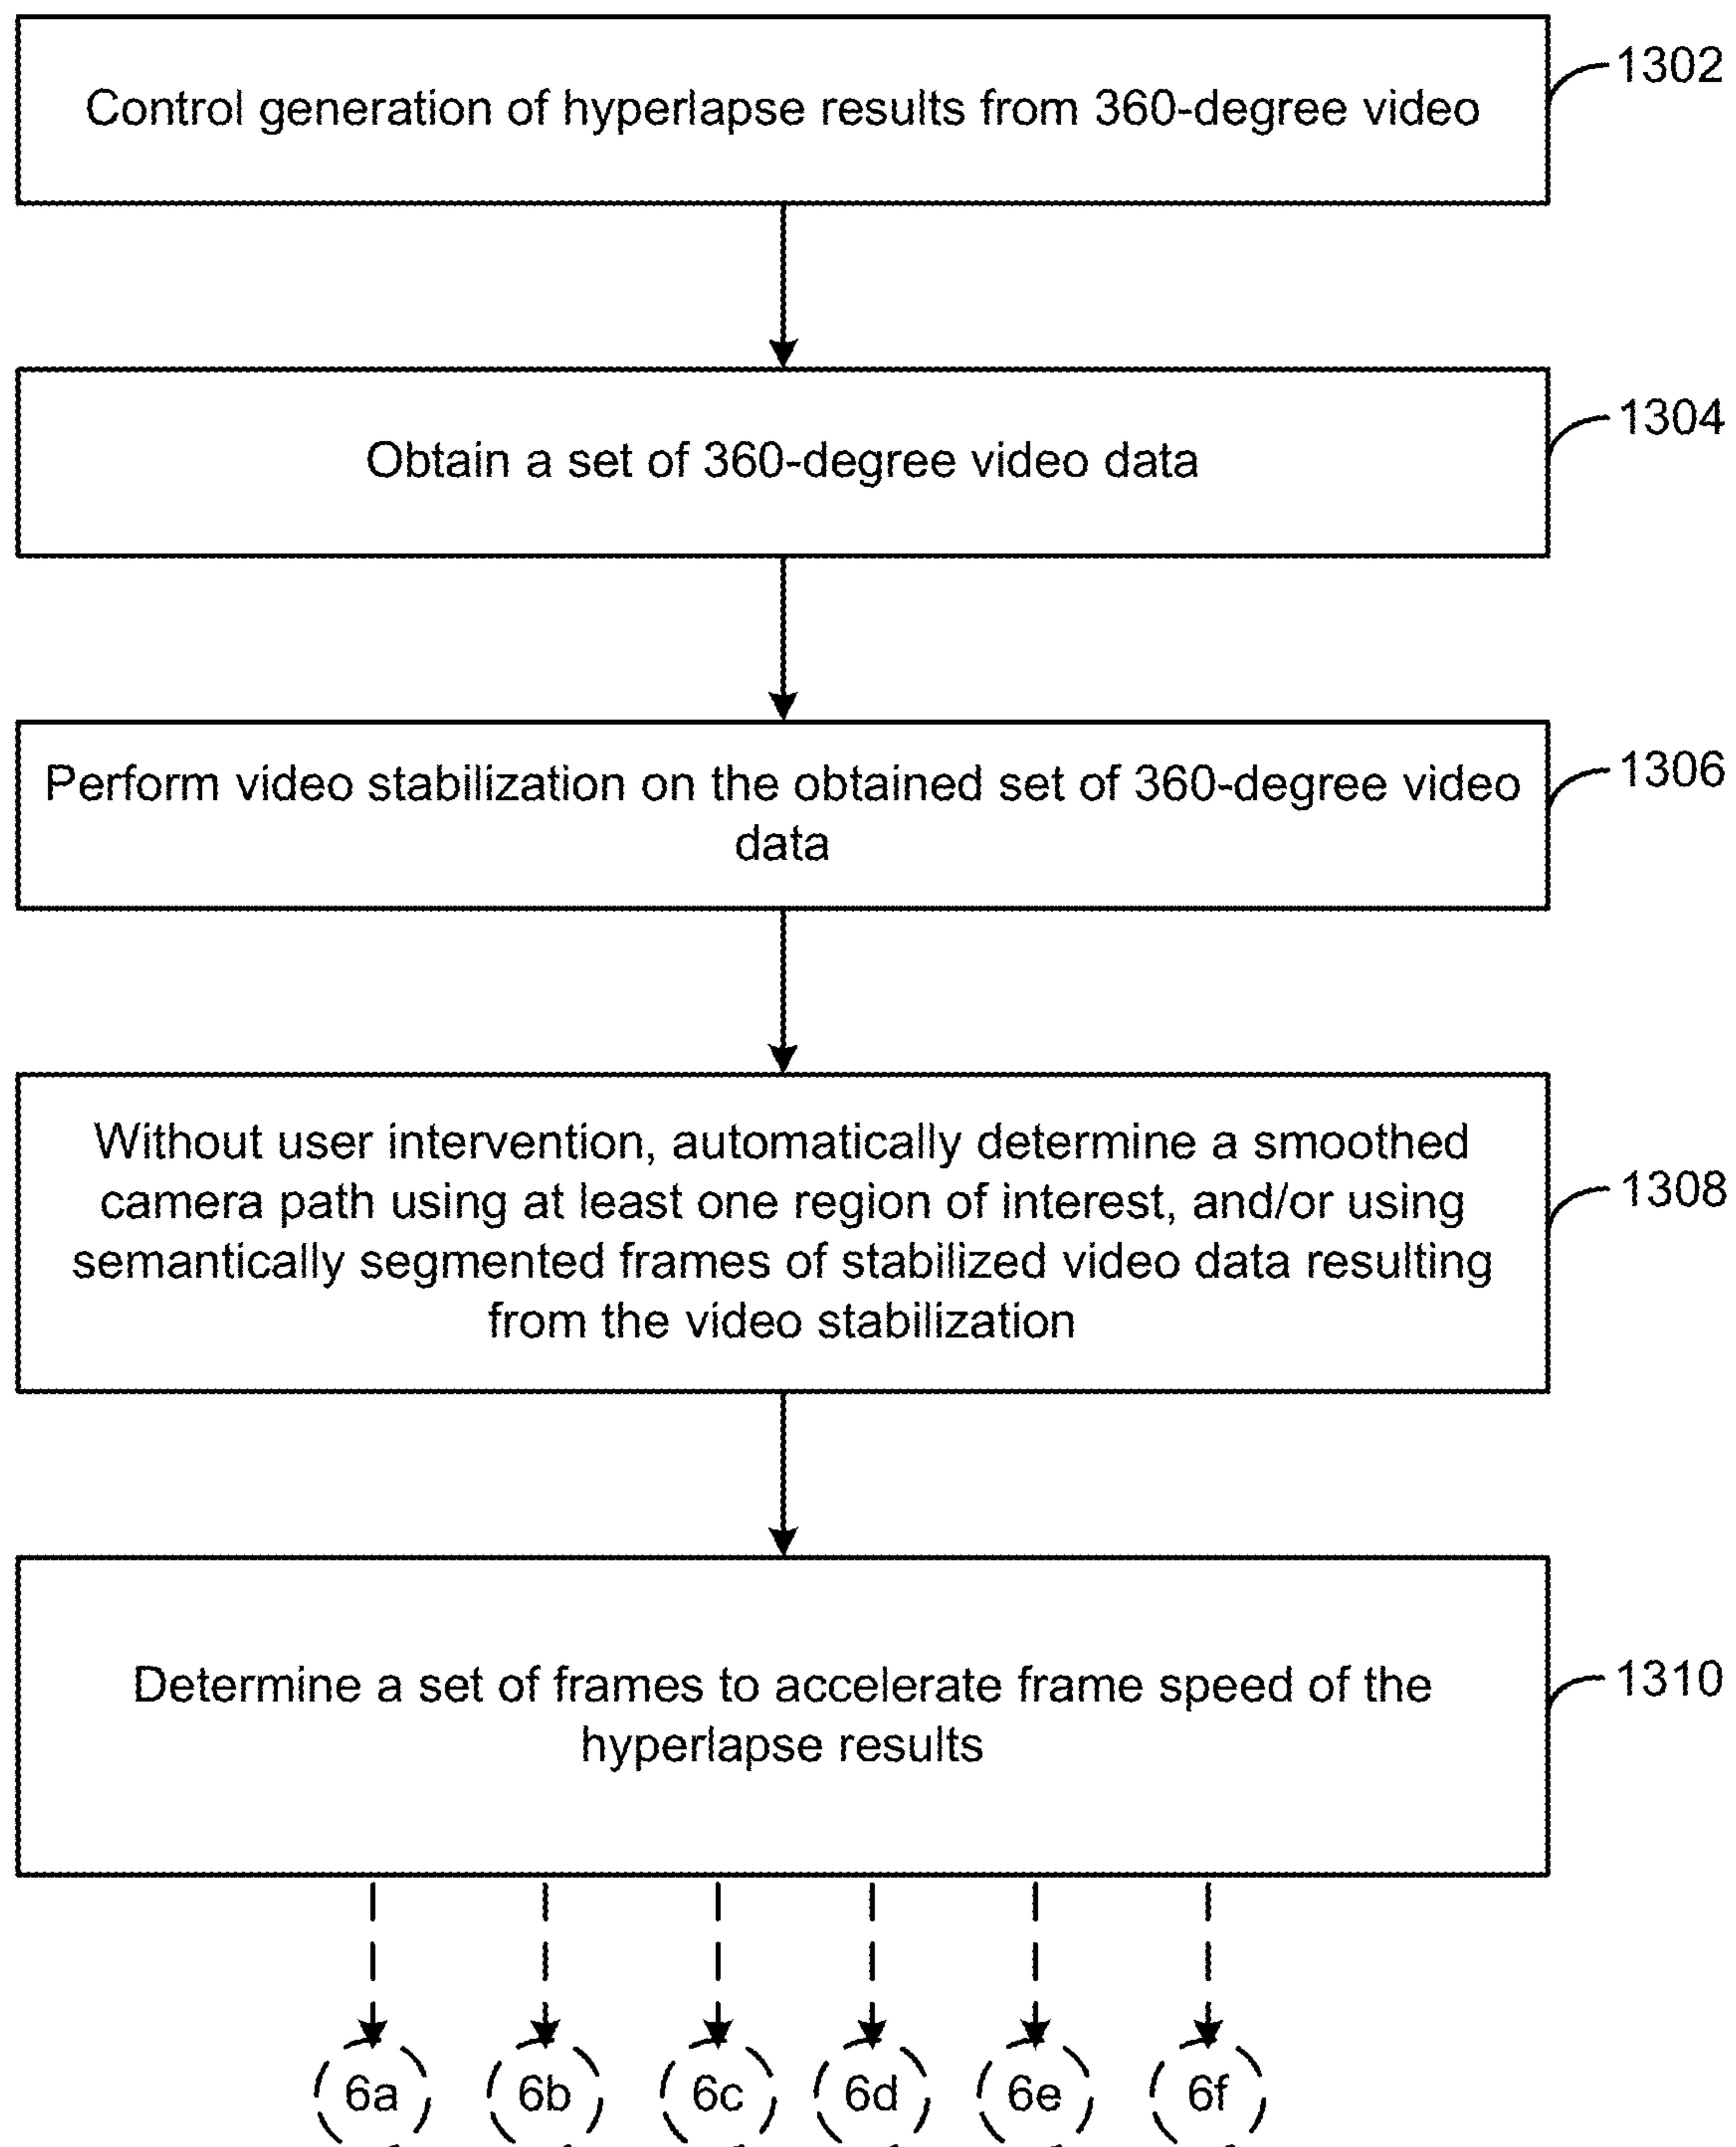 Control generation of hyperlapse results from 360-degree video
1302
Obtain a set of 360-degree video data
1304
Perform video stabilization on the obtained set of 360-degree video
data
1306
Without user intervention, automatically determine a smoothed
camera path using at least one region of interest, and/or using
semantically segmented frames of stabilized video data resulting
from the video stabilization
1308
Determine a set of frames to accelerate frame speed of the
hyperlapse results
1310
6a 6b 6c 6d 6e 6f